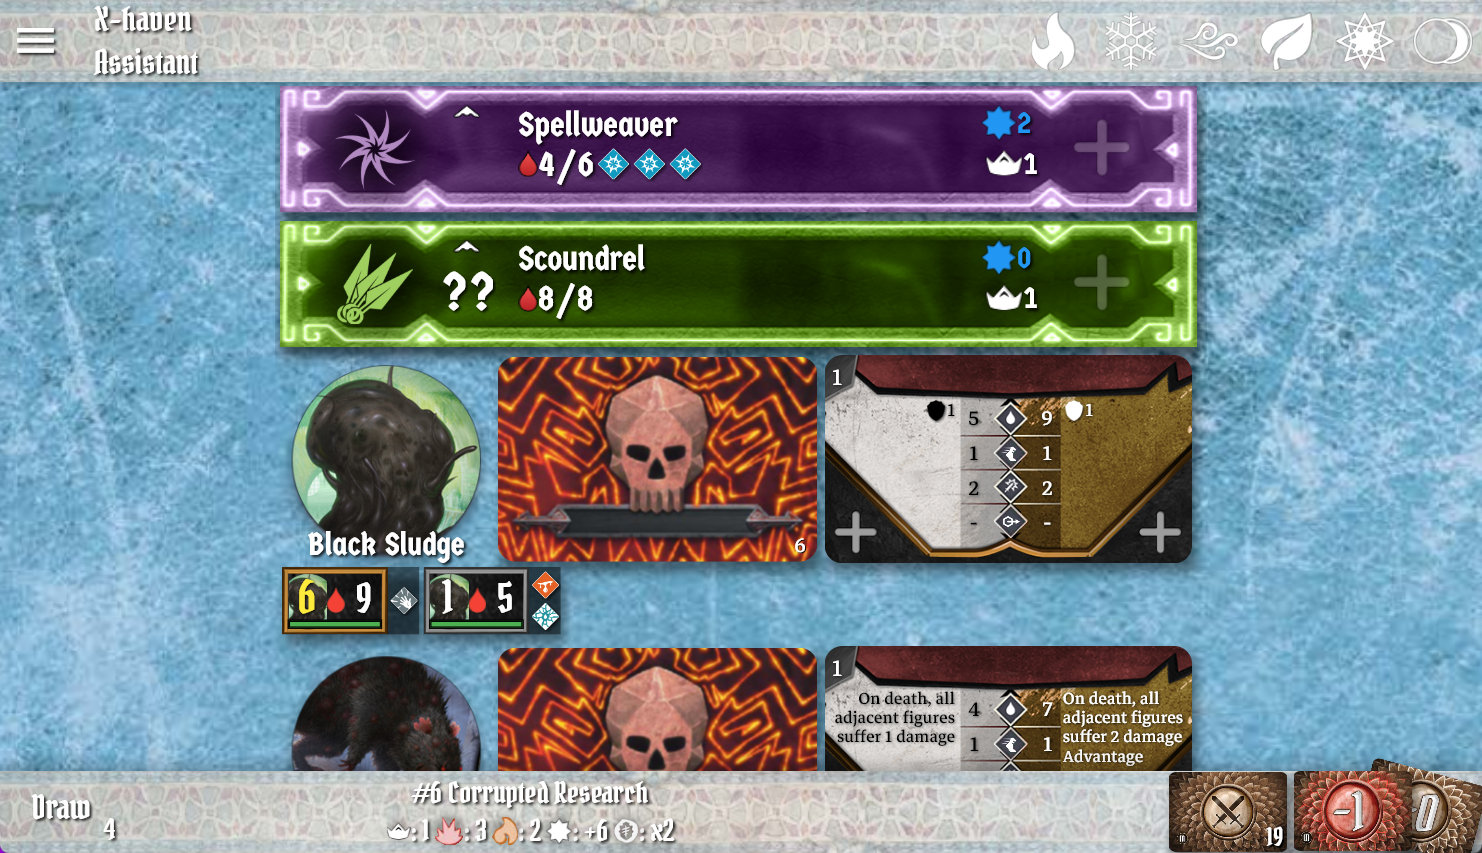 X-haven
Assistant
Spellweaver
4/6
2
1
??
Scoundrel
8/8
0
1
Black Sludge
6
1
1 5 9 1
1 1
2 2
- -
6 9
1 5
1
On death, all
adjacent figures
suffer 1 damage
4 7
1 1
On death, all
adjacent figures
suffer 2 damage
Advantage
Draw
4
#6 Corrupted Research
: 1 : 3 : 2 : +6 : x2
m
19
m
-1
-0